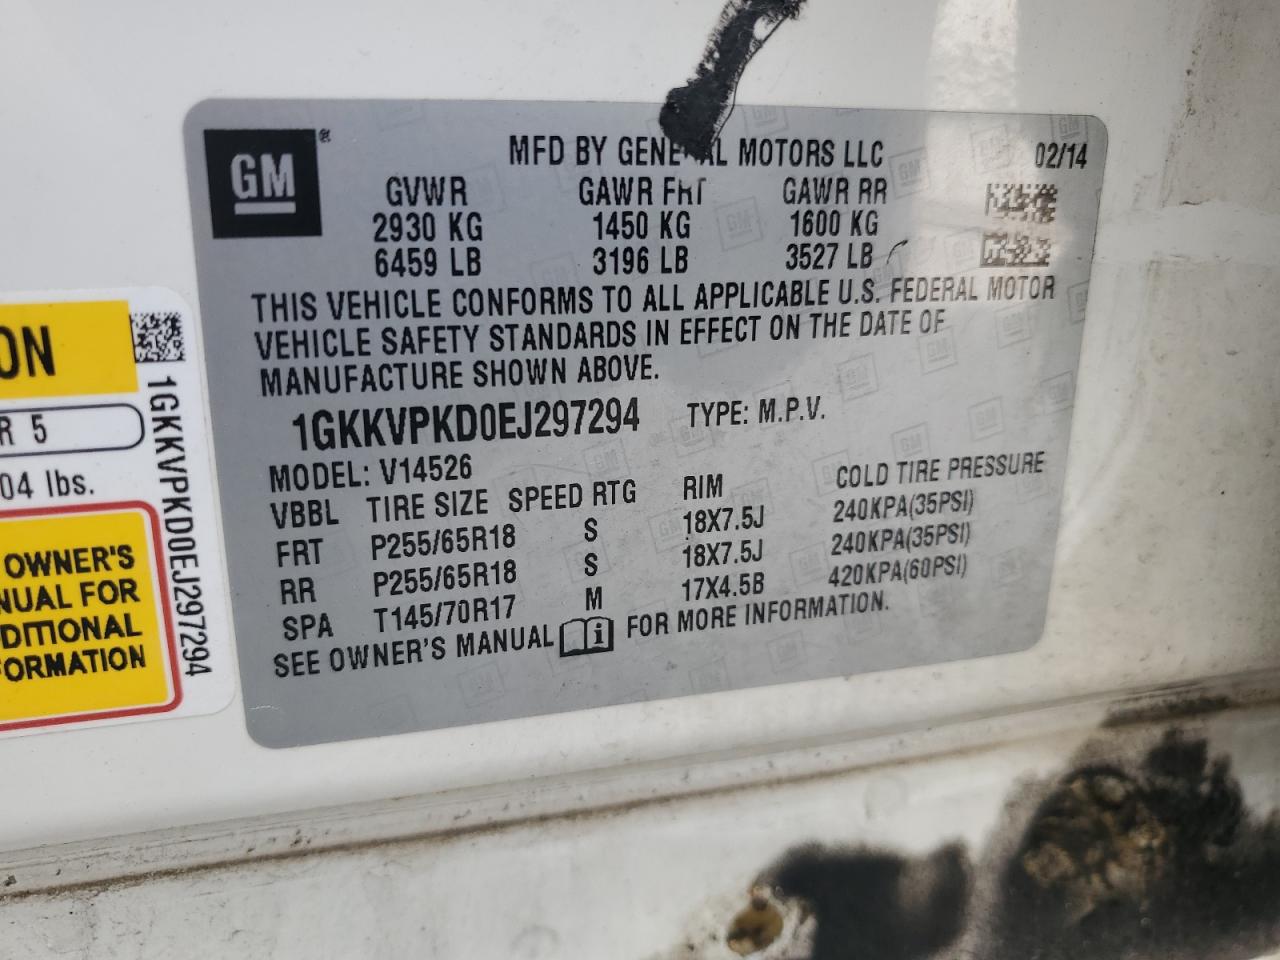 GM
®
MFD BY GENERAL MOTORS LLC 02/14
GVWR GAWR FRT GAWR RR
2930 KG 1450 KG 1600 KG
6459 LB 3196 LB 3527 LB
THIS VEHICLE CONFORMS TO ALL APPLICABLE U.S. FEDERAL MOTOR
VEHICLE SAFETY STANDARDS IN EFFECT ON THE DATE OF
MANUFACTURE SHOWN ABOVE.
1GKKVPKD0EJ297294 TYPE: M.P.V.
MODEL: V14526
VBBL TIRE SIZE SPEED RTG RIM COLD TIRE PRESSURE
FRT P255/65R18 S 18X7.5J 240KPA(35PSI)
RR P255/65R18 S 18X7.5J 240KPA(35PSI)
SPA T145/70R17 M 17X4.5B 420KPA(60PSI)
SEE OWNER'S MANUAL FOR MORE INFORMATION.
ON
R 5
04 lbs.
OWNER'S
NUAL FOR
DDITIONAL
FORMATION
1GKKVPKD0EJ297294